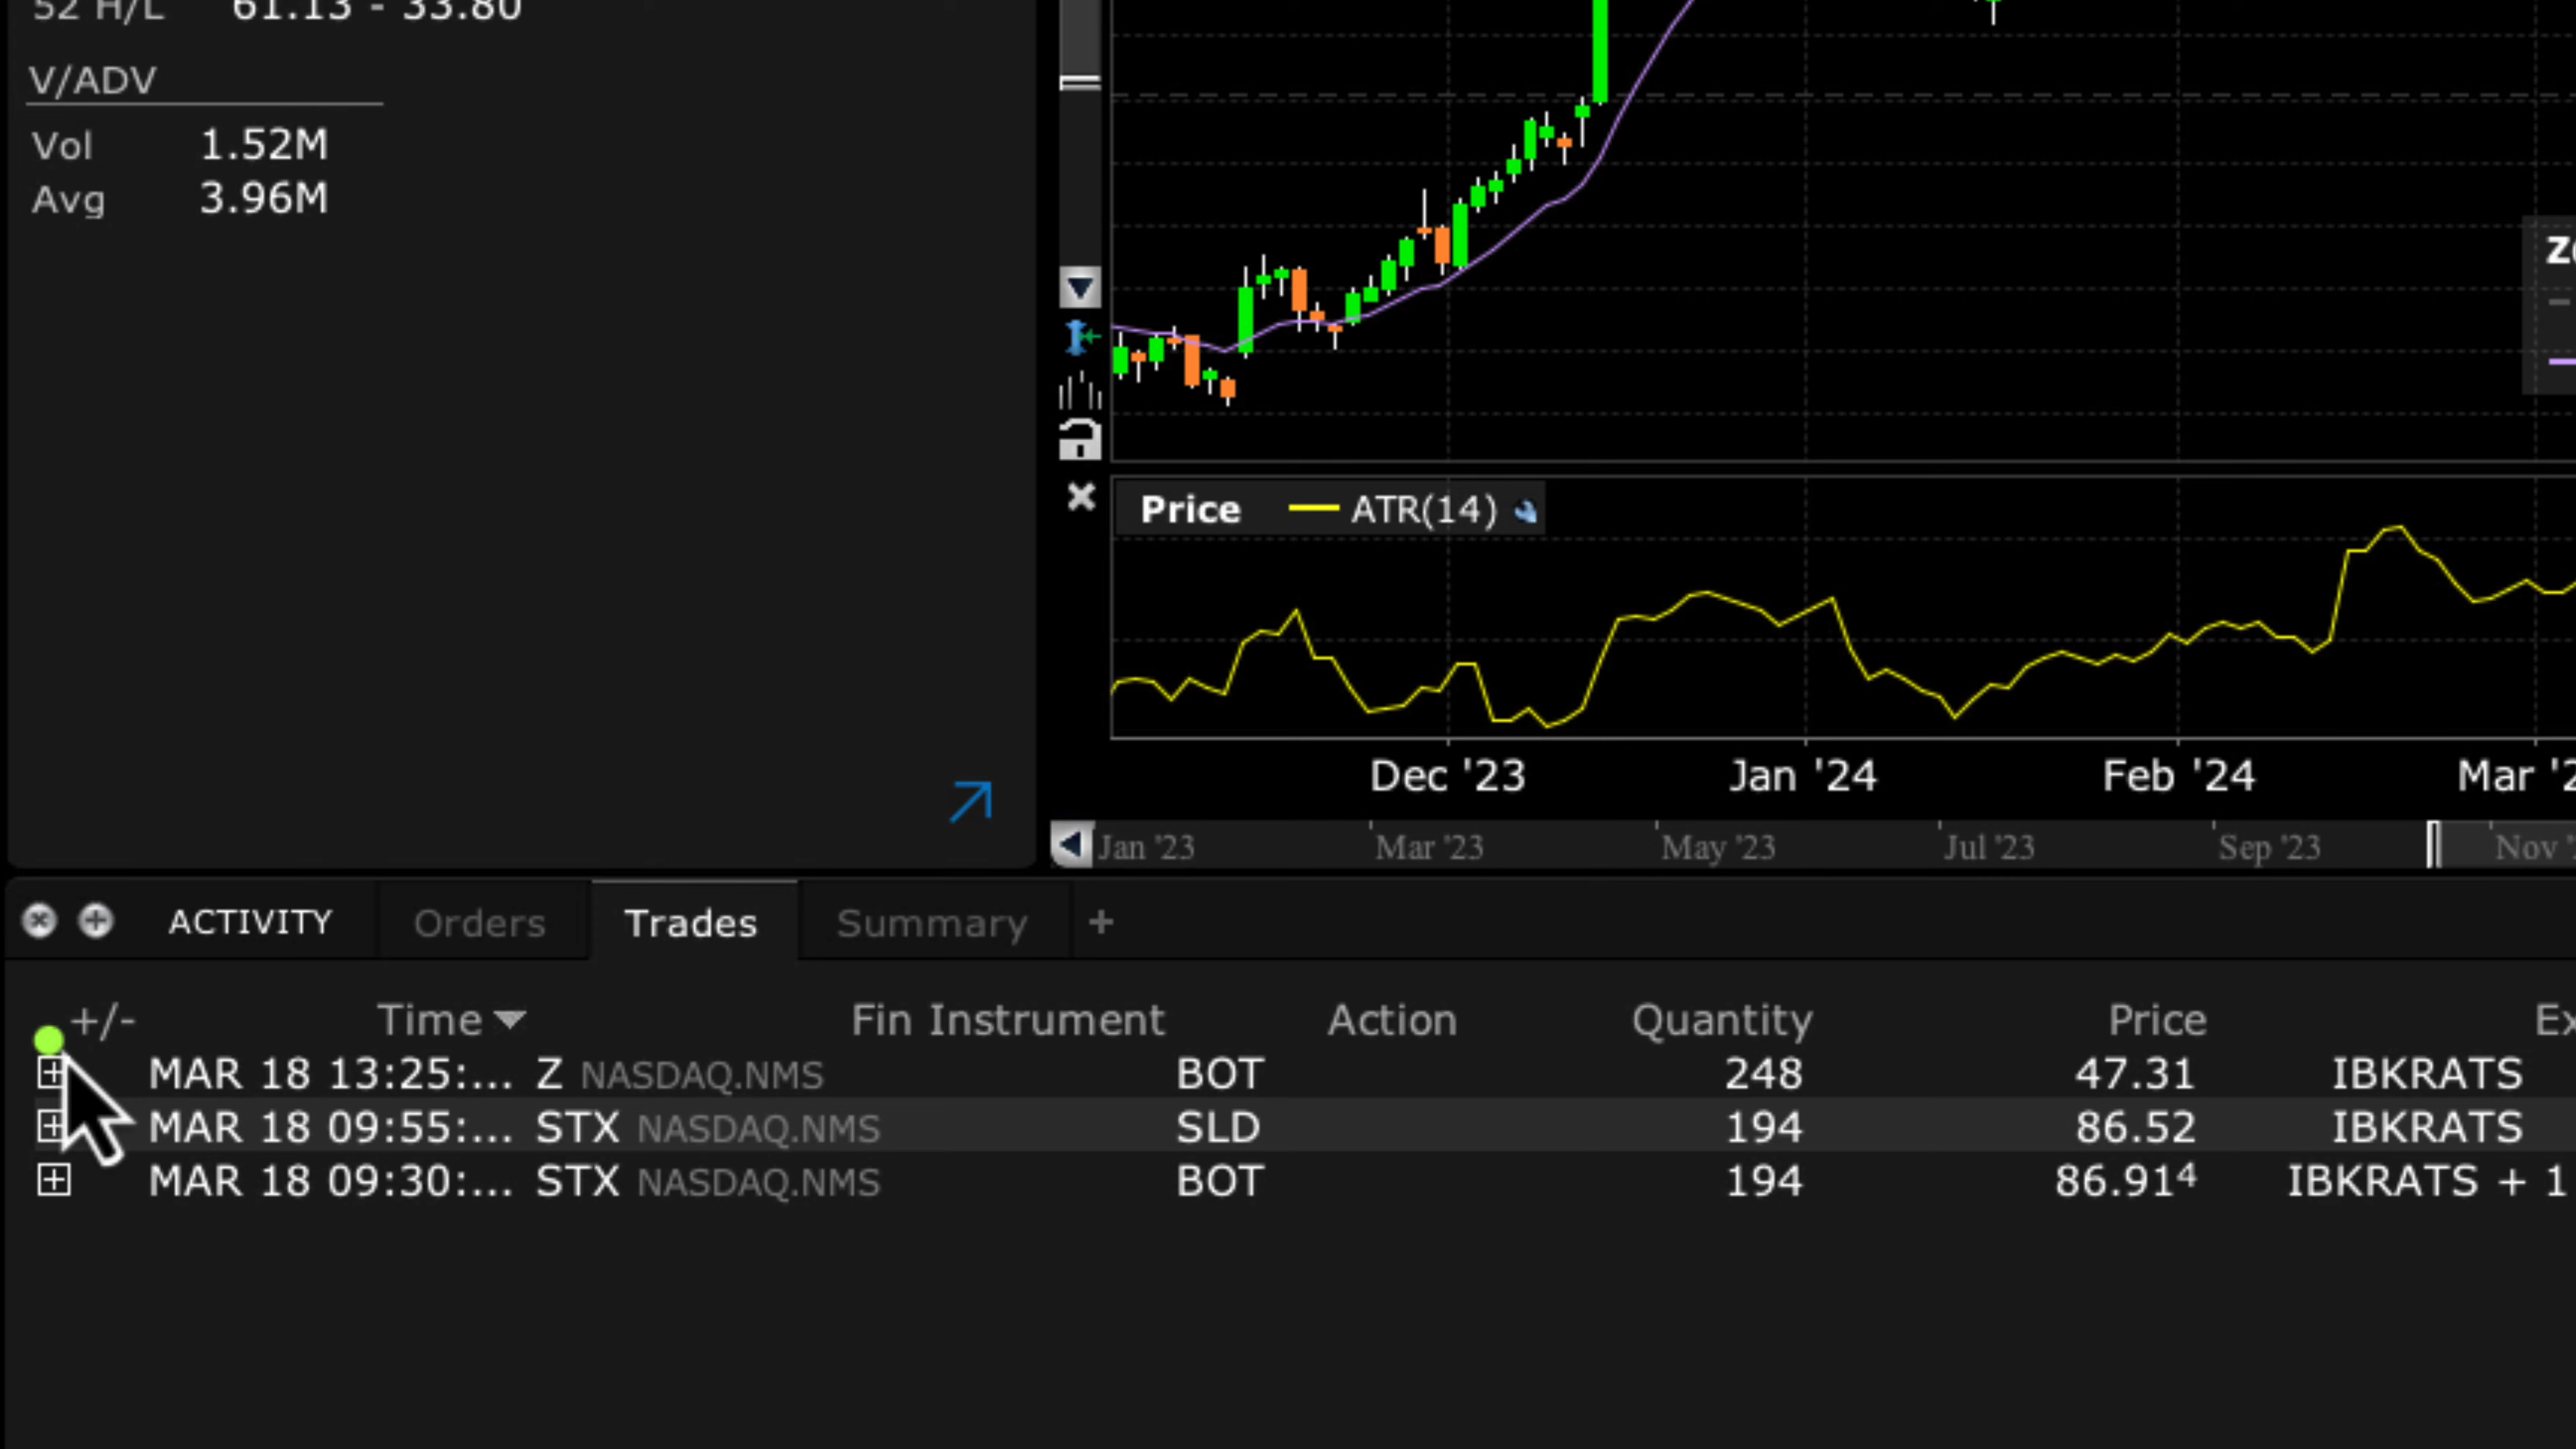 52 H/L 61.13 - 33.80
V/ADV
Vol 1.52M
Avg 3.96M
Price ATR(14)
Dec '23 Jan '24 Feb '24 Mar
Jan '23 Mar '23 May '23 Jul '23 Sep '23 Nov
ACTIVITY Orders Trades Summary +
+/- Time Fin Instrument Action Quantity Price
MAR 18 13:25:... Z NASDAQ.NMS BOT 248 47.31 IBKRATS
MAR 18 09:55:... STX NASDAQ.NMS SLD 194 86.52 IBKRATS
MAR 18 09:30:... STX NASDAQ.NMS BOT 194 86.914 IBKRATS + 1